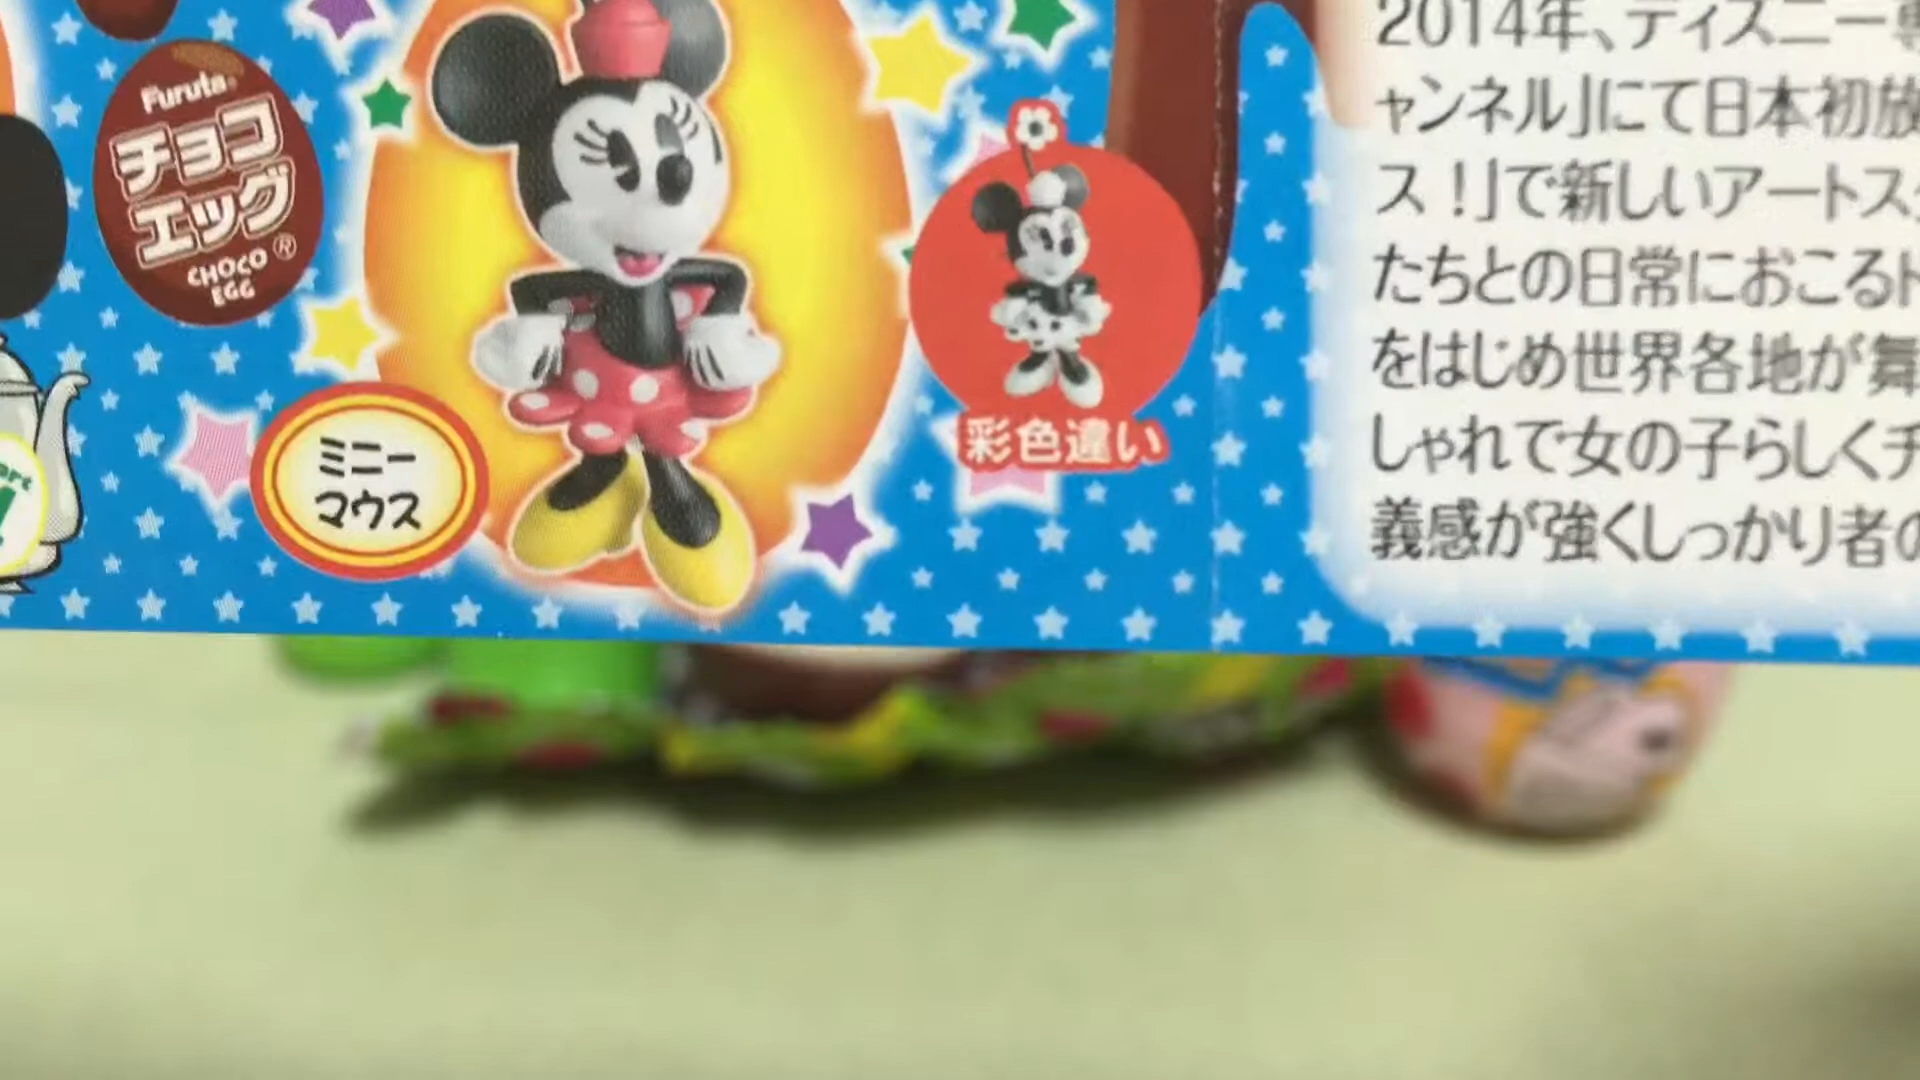 Furuta
チョコ
エッグ
CHOCO
EGG
®
ミニー
マウス
彩色違い
2014年、ディズニー
ャンネル」にて日本初放
ス!」で新しいアートス
たちとの日常におこるト
をはじめ世界各地が舞
しゃれで女の子らしくチ
義感が強くしっかり者の